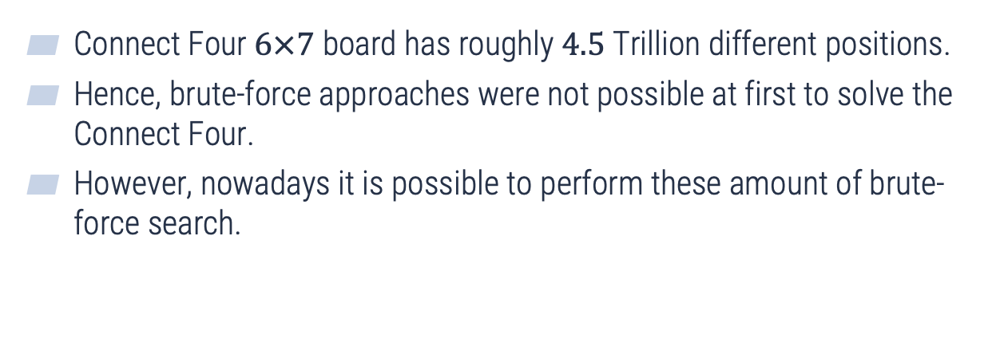 Connect Four 6×7 board has roughly 4.5 Trillion different positions.
Hence, brute-force approaches were not possible at first to solve the
Connect Four.
However, nowadays it is possible to perform these amount of brute-
force search.